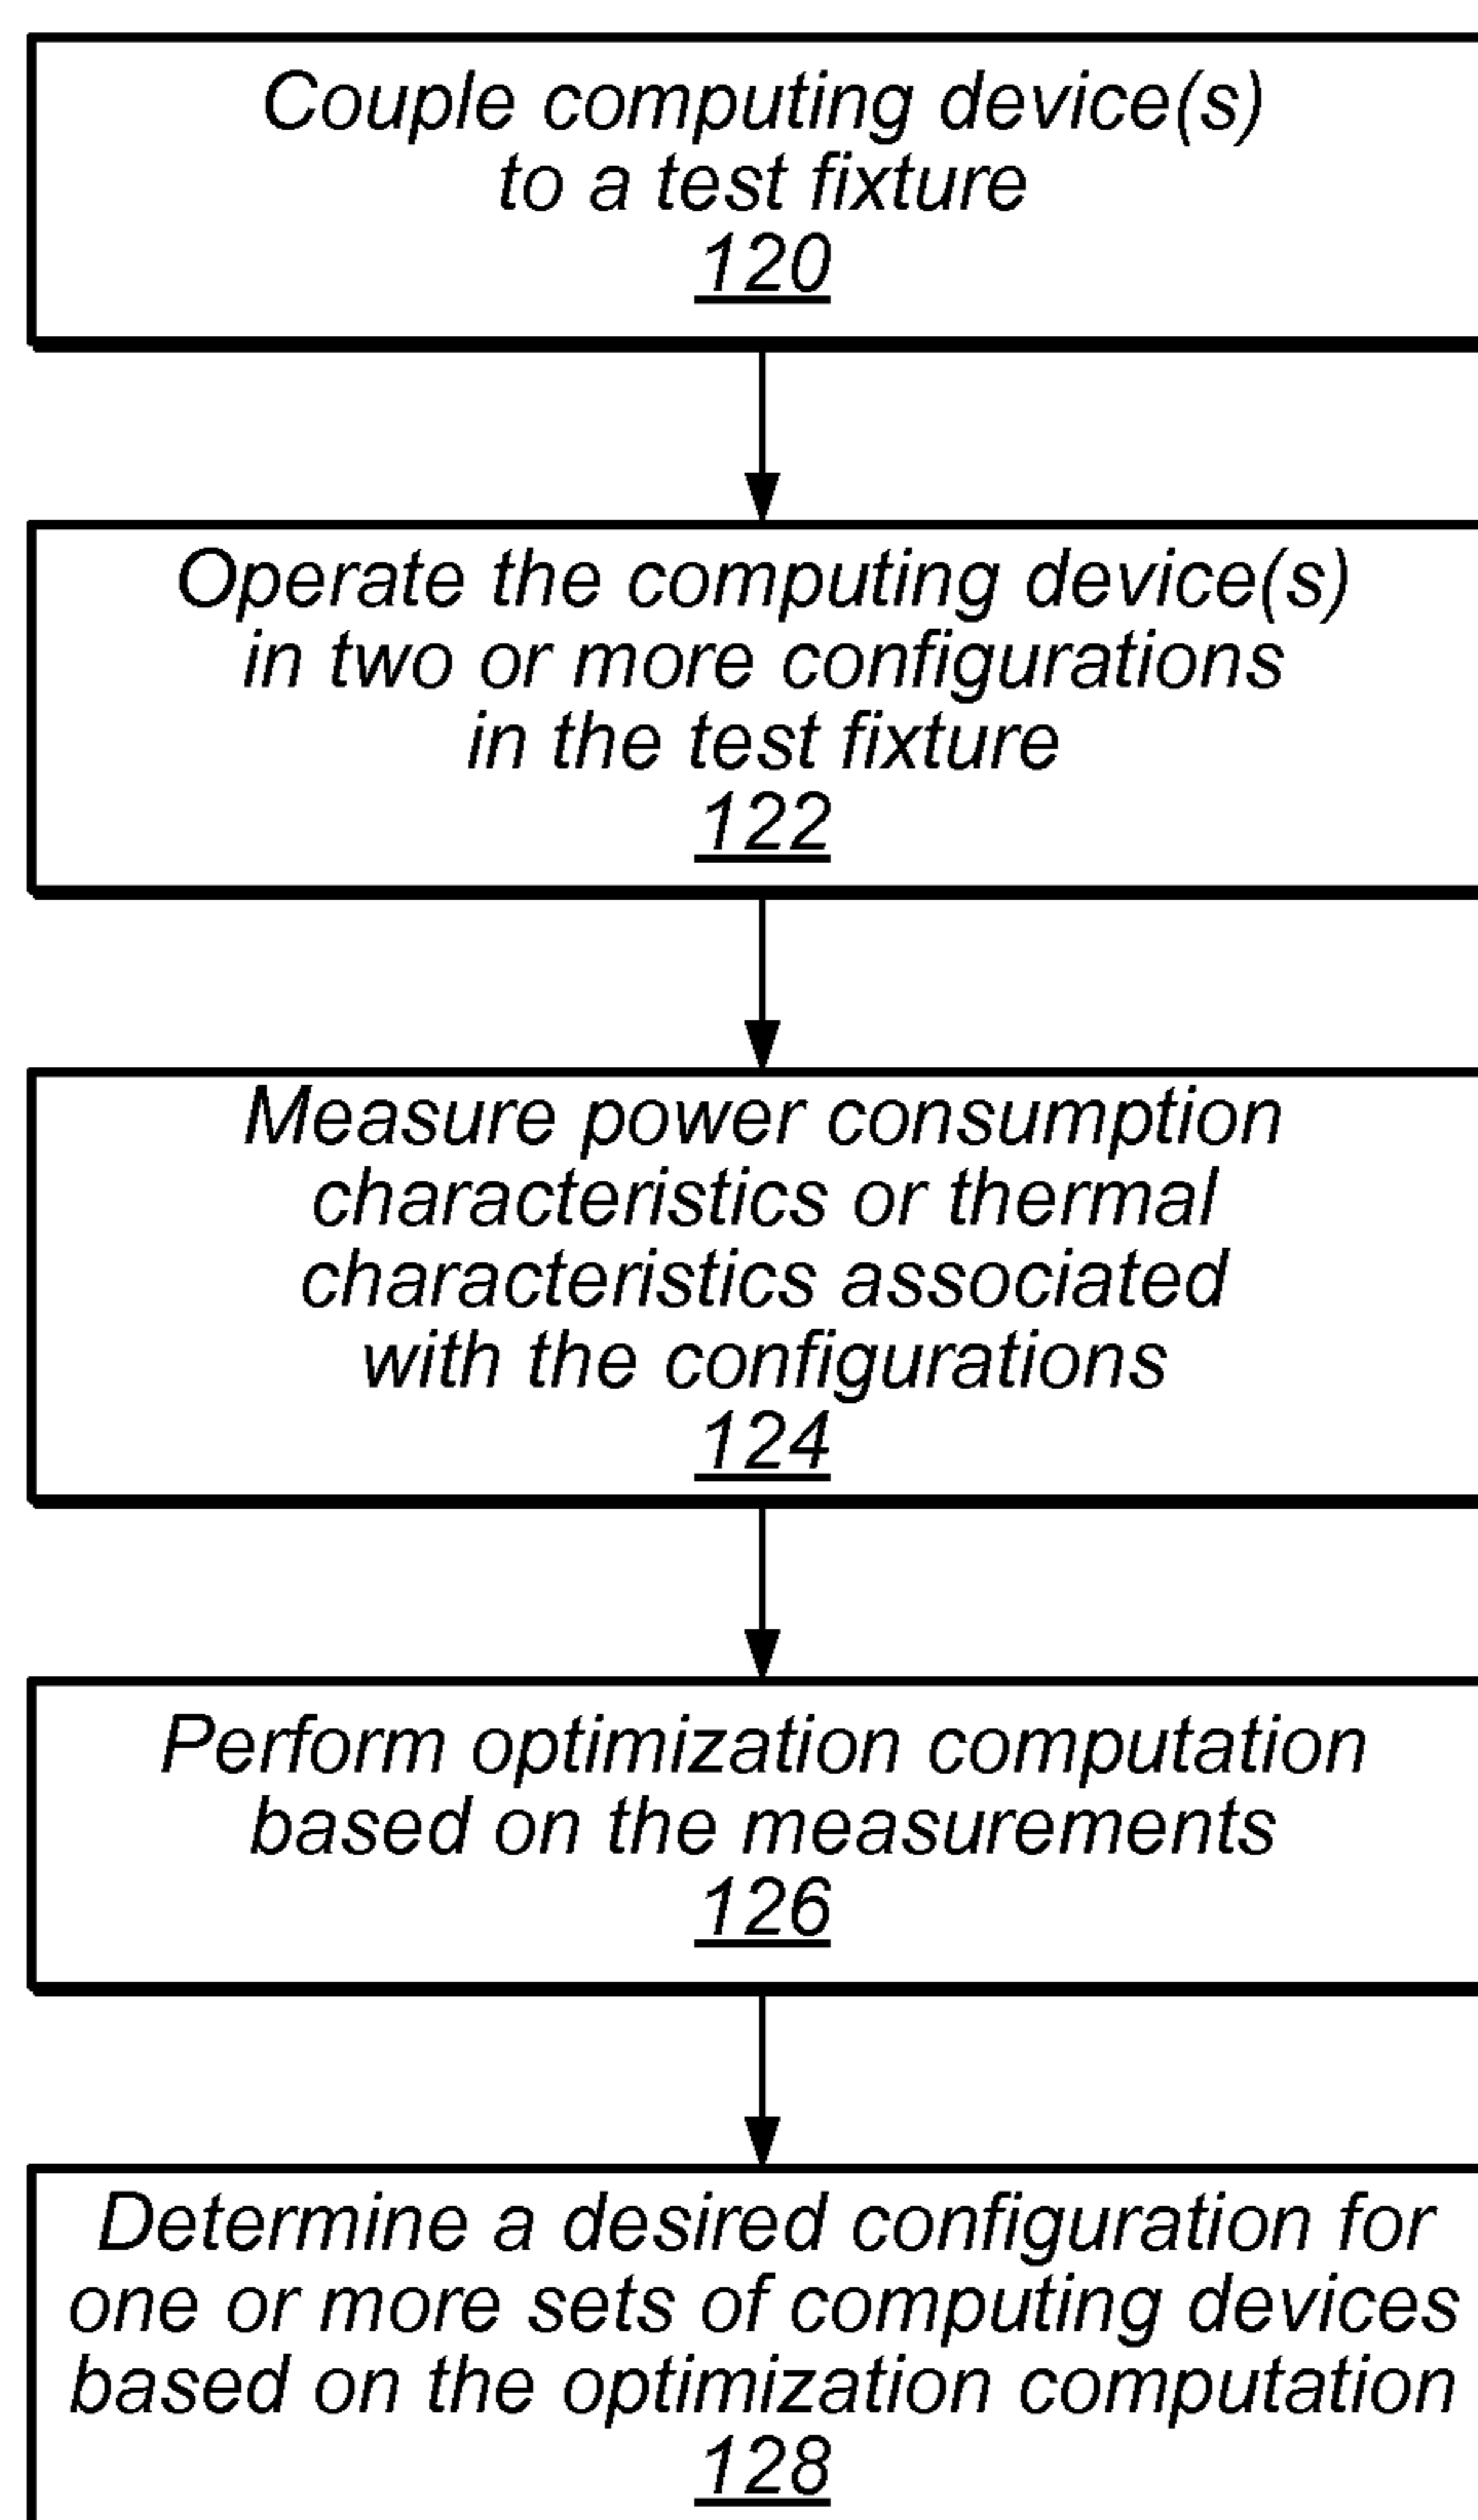 Couple computing device(s)
to a test fixture
120
Operate the computing device(s)
in two or more configurations
in the test fixture
122
Measure power consumption
characteristics or thermal
characteristics associated
with the configurations
124
Perform optimization computation
based on the measurements
126
Determine a desired configuration for
one or more sets of computing devices
based on the optimization computation
128